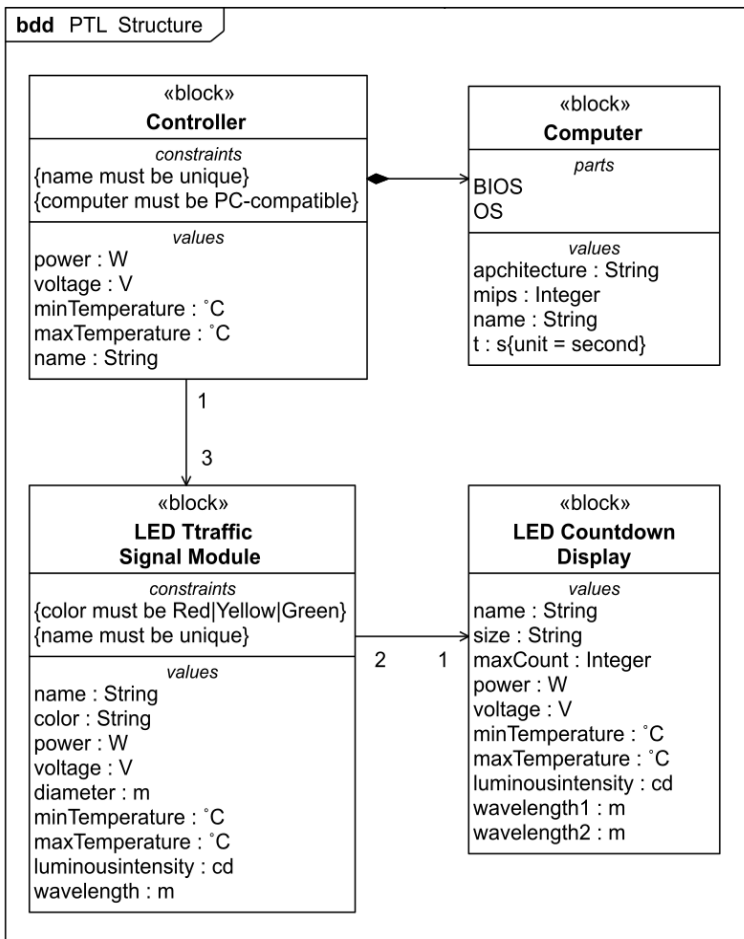 bdd PTL Structure
«block»
Controller
constraints
{name must be unique}
{computer must be PC-compatible}
values
power : W
voltage : V
minTemperature : ˚C
maxTemperature : ˚C
name : String
«block»
Computer
parts
BIOS
OS
values
apchitecture : String
mips : Integer
name : String
t : s{unit = second}
1
3
«block»
LED Ttraffic
Signal Module
constraints
{color must be Red|Yellow|Green}
{name must be unique}
values
name : String
color : String
power : W
voltage : V
diameter : m
minTemperature : ˚C
maxTemperature : ˚C
luminousintensity : cd
wavelength : m
2 1
«block»
LED Countdown
Display
values
name : String
size : String
maxCount : Integer
power : W
voltage : V
minTemperature : ˚C
maxTemperature : ˚C
luminousintensity : cd
wavelength1 : m
wavelength2 : m